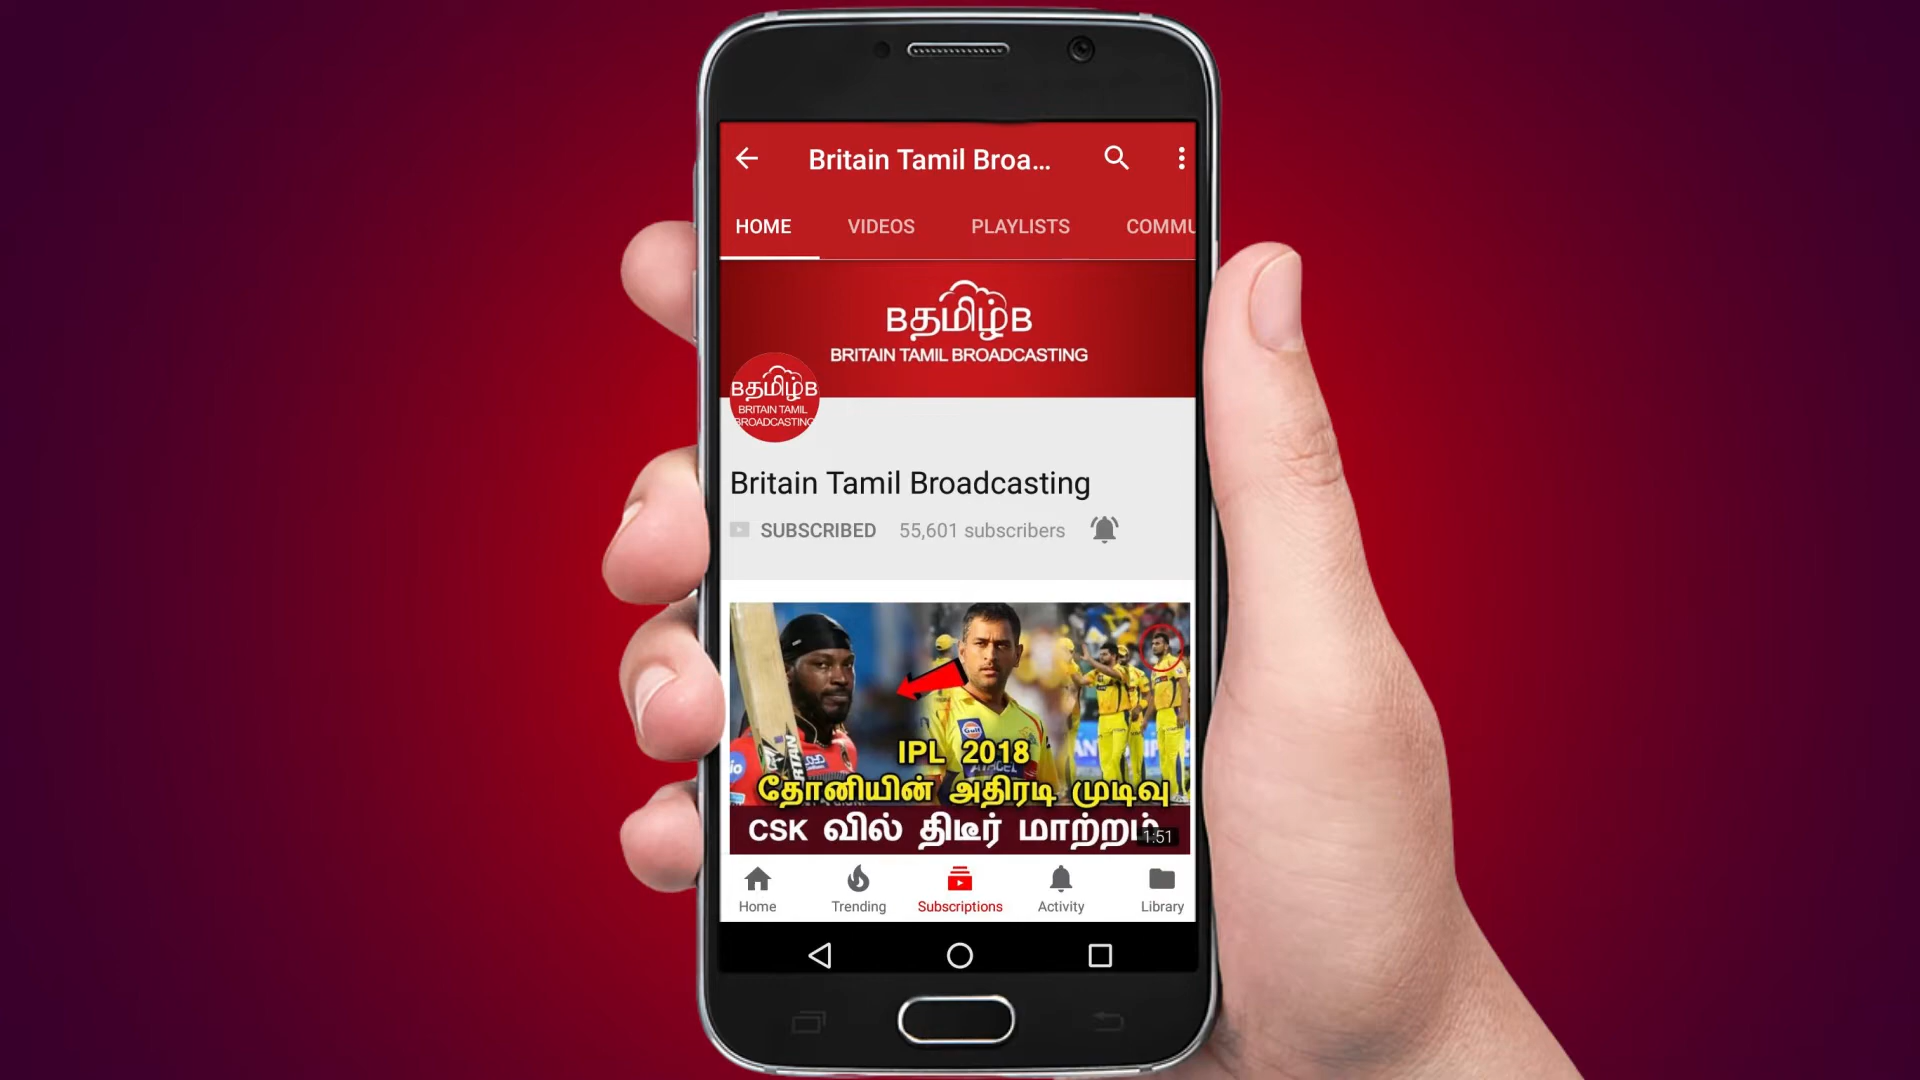 Britain Tamil Broa...
HOME VIDEOS PLAYLISTS COMMU
Bதமிழ்B
BRITAIN TAMIL BROADCASTING
Bதமிழ்B
BRITAIN TAMIL
BROADCASTING
Britain Tamil Broadcasting
SUBSCRIBED 55,601 subscribers
Gulf
IPL 2018
தோனியின் அதிரடி முடிவு
CSK வில் திடீர் மாற்றம்
1:51
Home Trending Subscriptions Activity Library